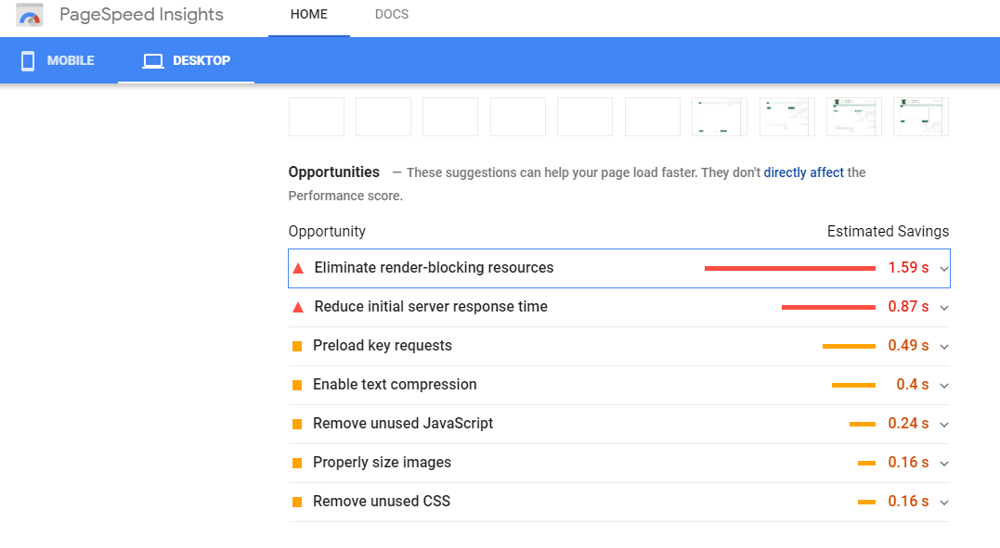 PageSpeed Insights HOME DOCS
MOBILE DESKTOP
Opportunities — These suggestions can help your page load faster. They don't directly affect the
Performance score.
Opportunity Estimated Savings
Eliminate render-blocking resources 1.59 s
Reduce initial server response time 0.87 s
Preload key requests 0.49 s
Enable text compression 0.4 s
Remove unused JavaScript 0.24 s
Properly size images 0.16 s
Remove unused CSS 0.16 s